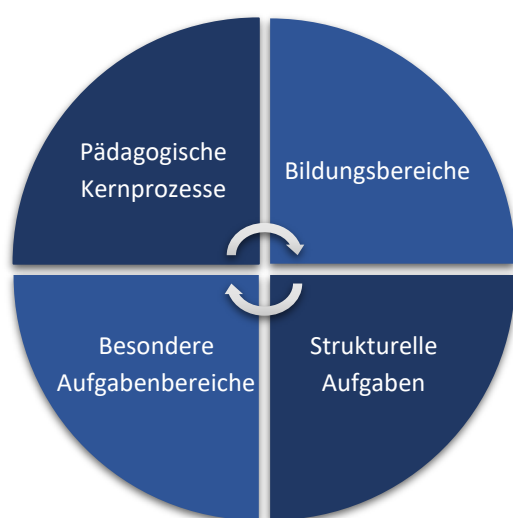 Pädagogische
Kernprozesse
Bildungsbereiche
Besondere
Aufgabenbereiche
Strukturelle
Aufgaben